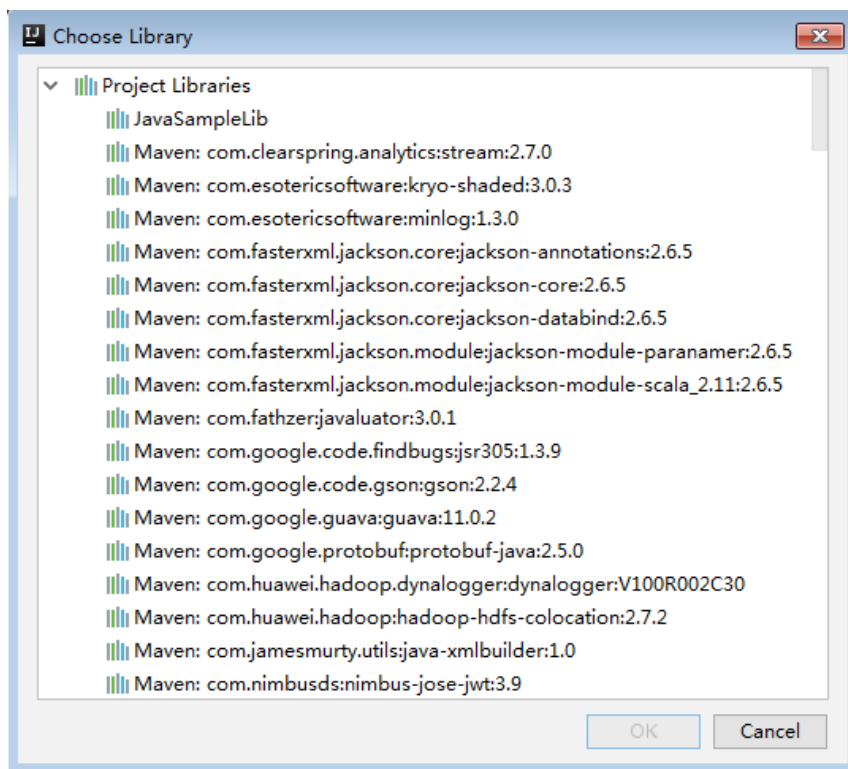 IJ Choose Library
Project Libraries
JavaSampleLib
Maven: com.clearspring.analytics:stream:2.7.0
Maven: com.esotericsoftware:kryo-shaded:3.0.3
Maven: com.esotericsoftware:minlog:1.3.0
Maven: com.fasterxml.jackson.core:jackson-annotations:2.6.5
Maven: com.fasterxml.jackson.core:jackson-core:2.6.5
Maven: com.fasterxml.jackson.core:jackson-databind:2.6.5
Maven: com.fasterxml.jackson.module:jackson-module-paranamer:2.6.5
Maven: com.fasterxml.jackson.module:jackson-module-scala_2.11:2.6.5
Maven: com.fathzer:javaluator:3.0.1
Maven: com.google.code.findbugs:jsr305:1.3.9
Maven: com.google.code.gson:gson:2.2.4
Maven: com.google.guava:guava:11.0.2
Maven: com.google.protobuf:protobuf-java:2.5.0
Maven: com.huawei.hadoop.dynalogger:dynalogger:V100R002C30
Maven: com.huawei.hadoop:hadoop-hdfs-colocation:2.7.2
Maven: com.jamesmurty.utils:java-xmlbuilder:1.0
Maven: com.nimbusds:nimbus-jose-jwt:3.9
OK Cancel